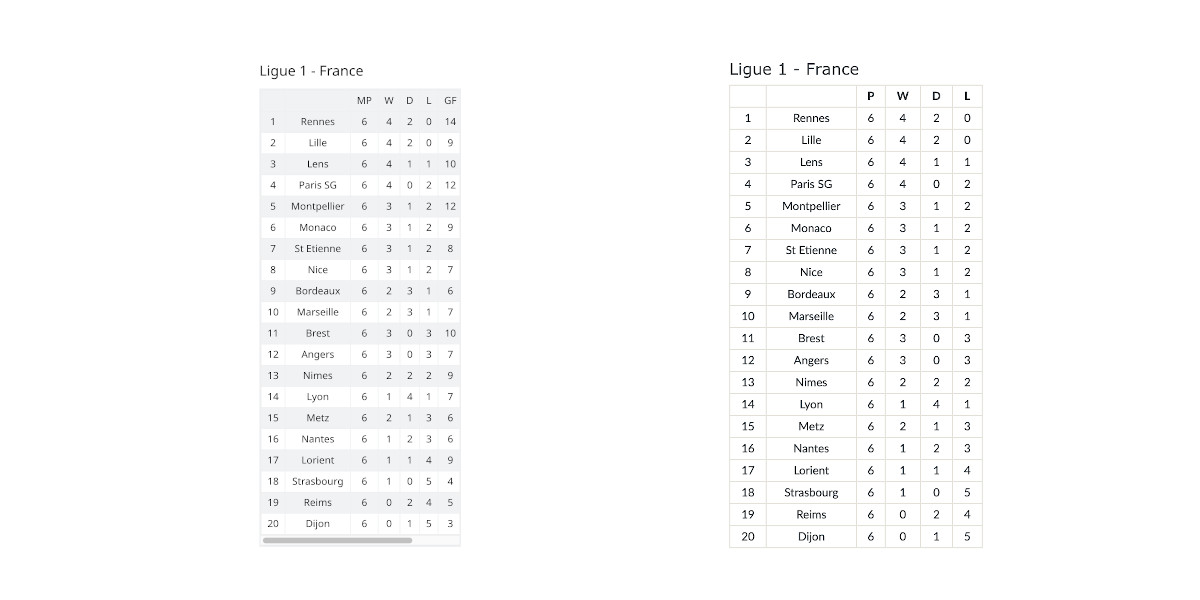 Ligue 1 - France
MP W D L GF
1 Rennes 6 4 2 0 14
2 Lille 6 4 2 0 9
3 Lens 6 4 1 1 10
4 Paris SG 6 4 0 2 12
5 Montpellier 6 3 1 2 12
6 Monaco 6 3 1 2 9
7 St Etienne 6 3 1 2 8
8 Nice 6 3 1 2 7
9 Bordeaux 6 2 3 1 6
10 Marseille 6 2 3 1 7
11 Brest 6 3 0 3 10
12 Angers 6 3 0 3 7
13 Nimes 6 2 2 2 9
14 Lyon 6 1 4 1 7
15 Metz 6 2 1 3 6
16 Nantes 6 1 2 3 6
17 Lorient 6 1 1 4 9
18 Strasbourg 6 1 0 5 4
19 Reims 6 0 2 4 5
20 Dijon 6 0 1 5 3
Ligue 1 - France
P W D L
1 Rennes 6 4 2 0
2 Lille 6 4 2 0
3 Lens 6 4 1 1
4 Paris SG 6 4 0 2
5 Montpellier 6 3 1 2
6 Monaco 6 3 1 2
7 St Etienne 6 3 1 2
8 Nice 6 3 1 2
9 Bordeaux 6 2 3 1
10 Marseille 6 2 3 1
11 Brest 6 3 0 3
12 Angers 6 3 0 3
13 Nimes 6 2 2 2
14 Lyon 6 1 4 1
15 Metz 6 2 1 3
16 Nantes 6 1 2 3
17 Lorient 6 1 1 4
18 Strasbourg 6 1 0 5
19 Reims 6 0 2 4
20 Dijon 6 0 1 5